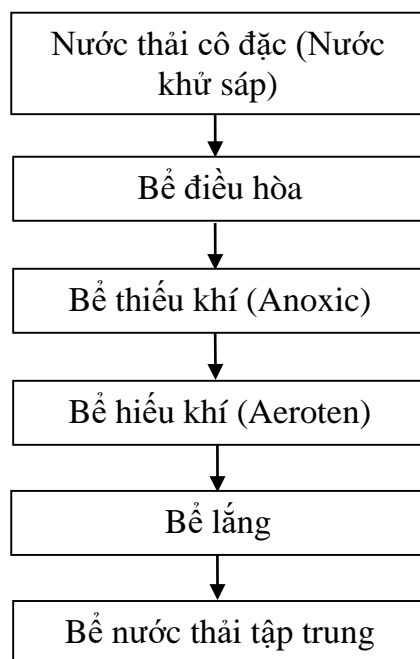 Nước thải cô đặc (Nước
khử sáp)
Bể điều hòa
Bể thiếu khí (Anoxic)
Bể hiếu khí (Aeroten)
Bể lắng
Bể nước thải tập trung